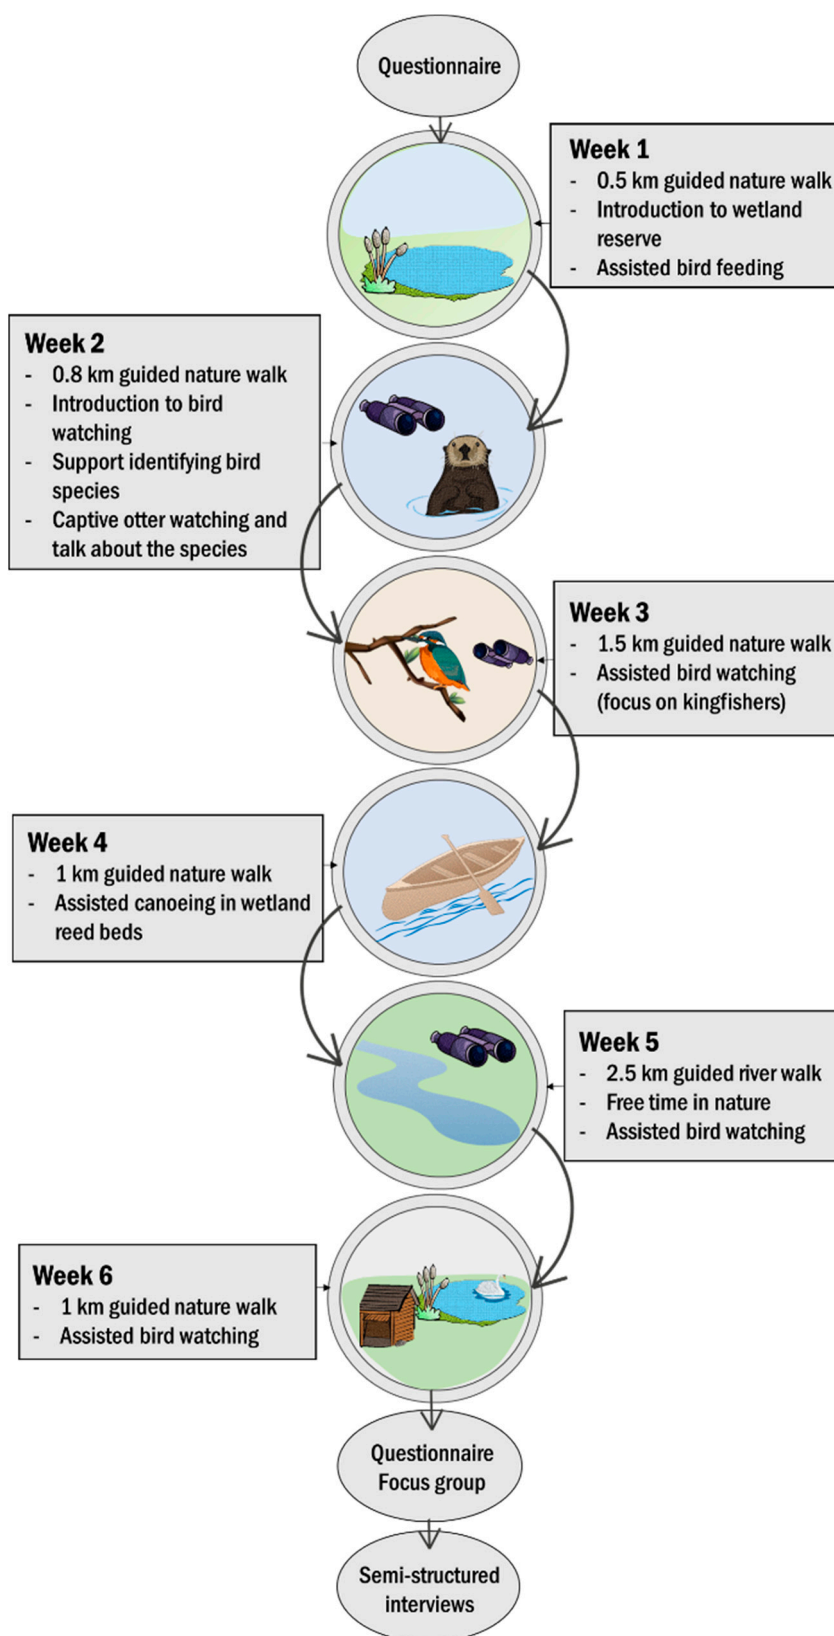 Questionnaire
Week 1
- 0.5 km guided nature walk
- Introduction to wetland
reserve
- Assisted bird feeding
Week 2
- 0.8 km guided nature walk
- Introduction to bird
watching
- Support identifying bird
species
- Captive otter watching and
talk about the species
Week 3
- 1.5 km guided nature walk
- Assisted bird watching
(focus on kingfishers)
Week 4
- 1 km guided nature walk
- Assisted canoeing in wetland
reed beds
Week 5
- 2.5 km guided river walk
- Free time in nature
- Assisted bird watching
Week 6
- 1 km guided nature walk
- Assisted bird watching
Questionnaire
Focus group
Semi-structured
interviews